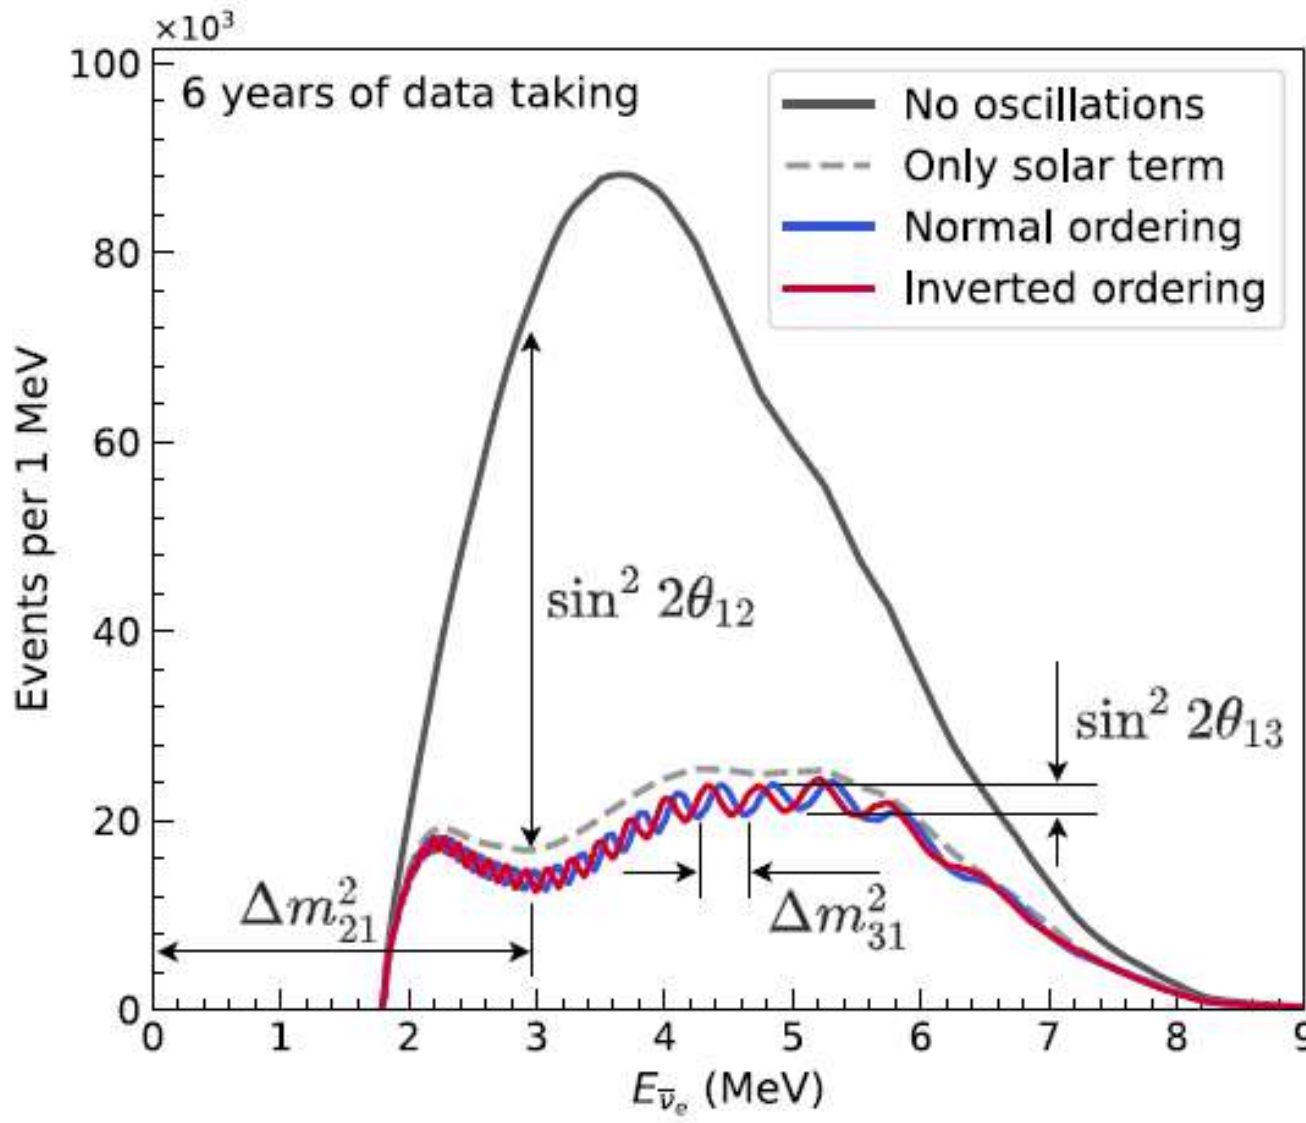 ×10³
6 years of data taking
No oscillations
Only solar term
Normal ordering
Inverted ordering
Events per 1 MeV
100
80
60
40
20
0
sin² 2θ₁₂
sin² 2θ₁₃
Δm²₂₁
Δm²₃₁
0 1 2 3 4 5 6 7 8 9
E_ν̅ₑ (MeV)